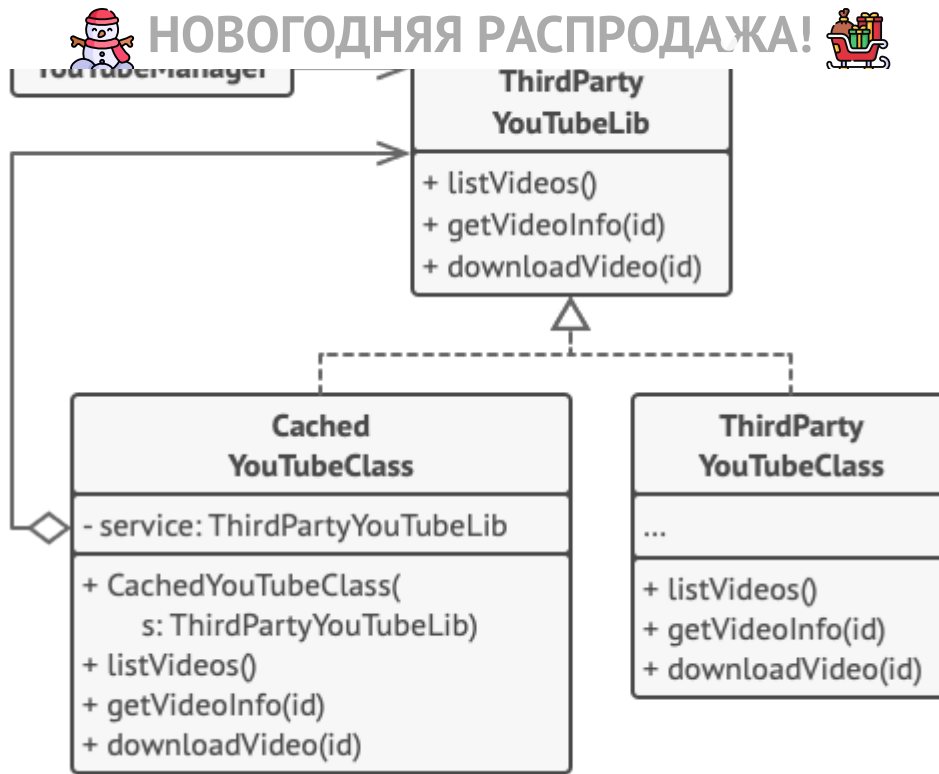 НОВОГОДНЯЯ РАСПРОДАЖА!
YouTubeManager
ThirdParty
YouTubeLib
+ listVideos()
+ getVideoInfo(id)
+ downloadVideo(id)
Cached
YouTubeClass
- service: ThirdPartyYouTubeLib
+ CachedYouTubeClass(
s: ThirdPartyYouTubeLib)
+ listVideos()
+ getVideoInfo(id)
+ downloadVideo(id)
ThirdParty
YouTubeClass
...
+ listVideos()
+ getVideoInfo(id)
+ downloadVideo(id)